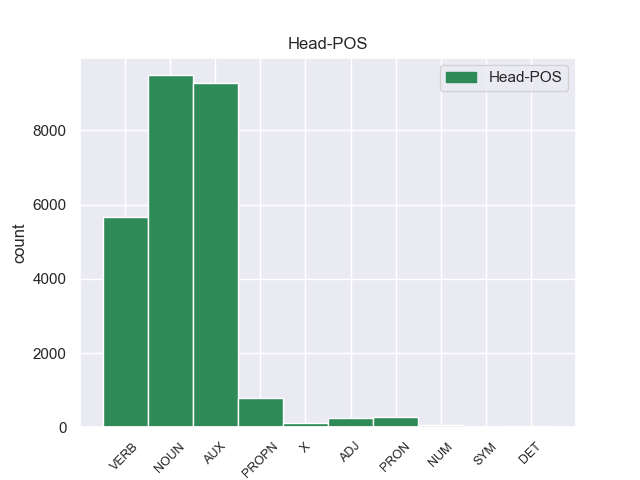 Head-POS
Head-POS
8000
6000
4000
2000
0
count
VERB NOUN AUX PROPN X ADJ PRON NUM SYM DET